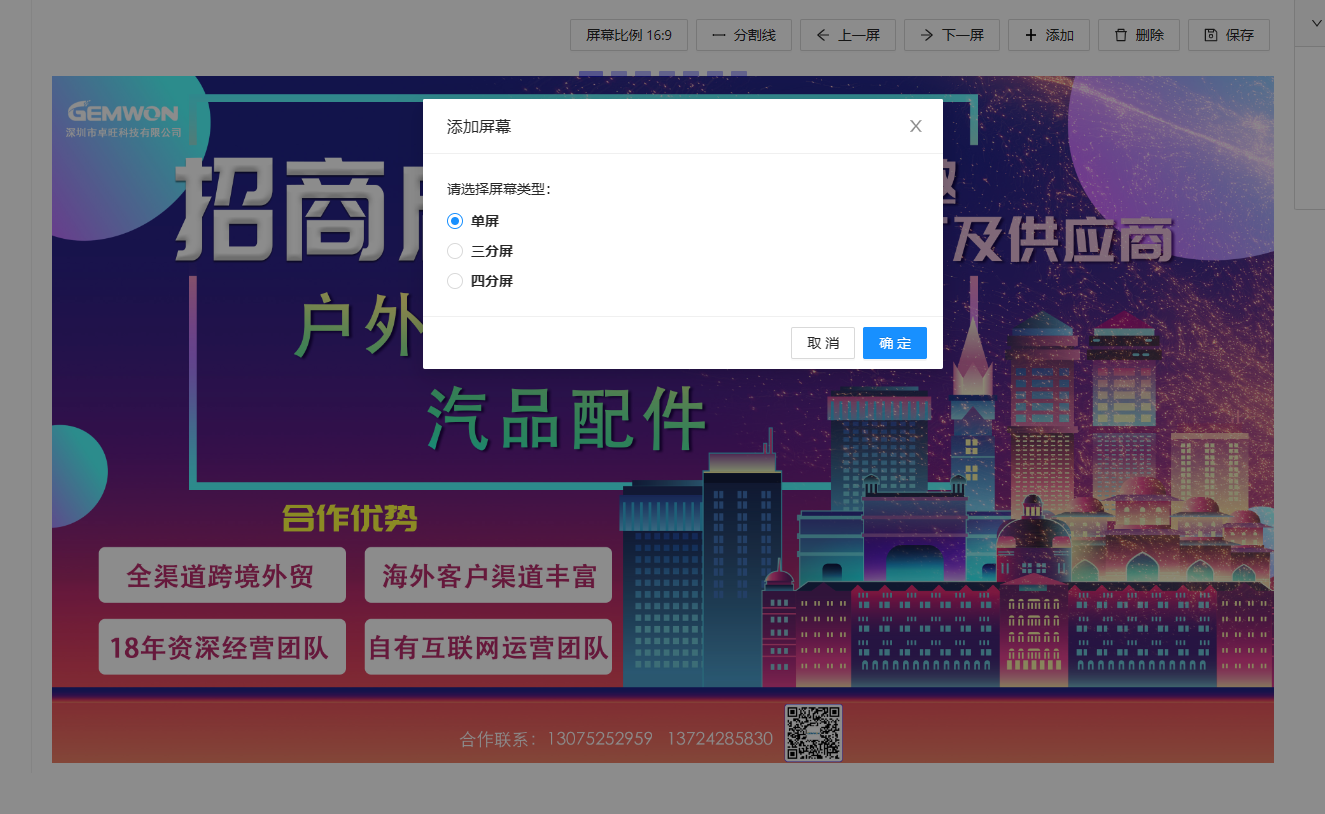 屏幕比例 16:9
分割线
上一屏
下一屏
添加
删除
保存
GEMWON
深圳市卓旺科技有限公司
添加屏幕
请选择屏幕类型:
单屏
三分屏
四分屏
取 消
确 定
招商
及供应商
户外
汽品配件
合作优势
全渠道跨境外贸
海外客户渠道丰富
18年资深经营团队
自有互联网运营团队
合作联系：13075252959 13724285830